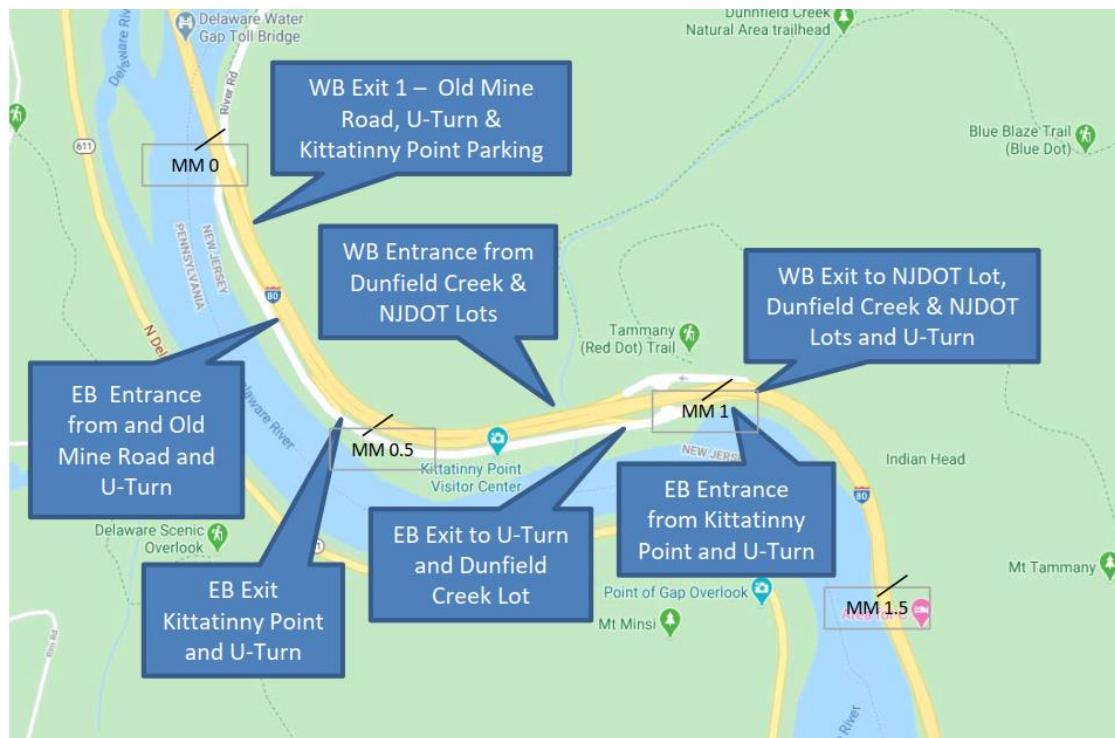 Delaware Water
Gap Toll Bridge
Dunnfield Creek
Natural Area trailhead
Delaware River
River Rd
WB Exit 1 – Old Mine
Road, U-Turn &
Kittatinny Point Parking
611
MM 0
Blue Blaze Trail
(Blue Dot)
PENNSYLVANIA
NEW JERSEY
WB Entrance from
Dunfield Creek &
NJDOT Lots
WB Exit to NJDOT Lot,
Dunfield Creek & NJDOT
Lots and U-Turn
80
Tammany
(Red Dot) Trail
EB Entrance
from and Old
Mine Road and
U-Turn
Delaware River
MM 0.5
MM 1
Kittatinny Point
Visitor Center
NEW JERSEY
Indian Head
80
EB Exit to U-Turn
and Dunfield
Creek Lot
EB Entrance
from Kittatinny
Point and U-Turn
Delaware Scenic
Overlook
EB Exit
Kittatinny Point
and U-Turn
Point of Gap Overlook
Mt Minsi
Mt Tammany
MM 1.5
River